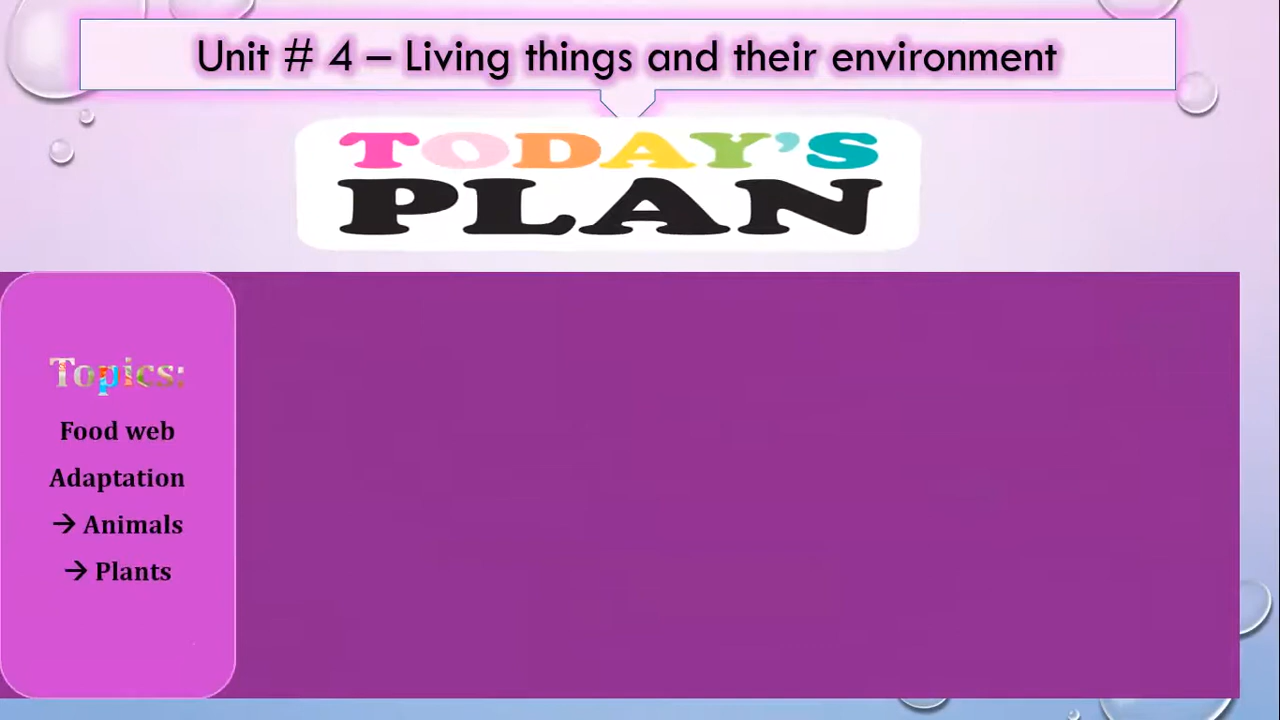 Unit # 4 – Living things and their environment
TODAY'S
PLAN
Topics:
Food web
Adaptation
→ Animals
→ Plants